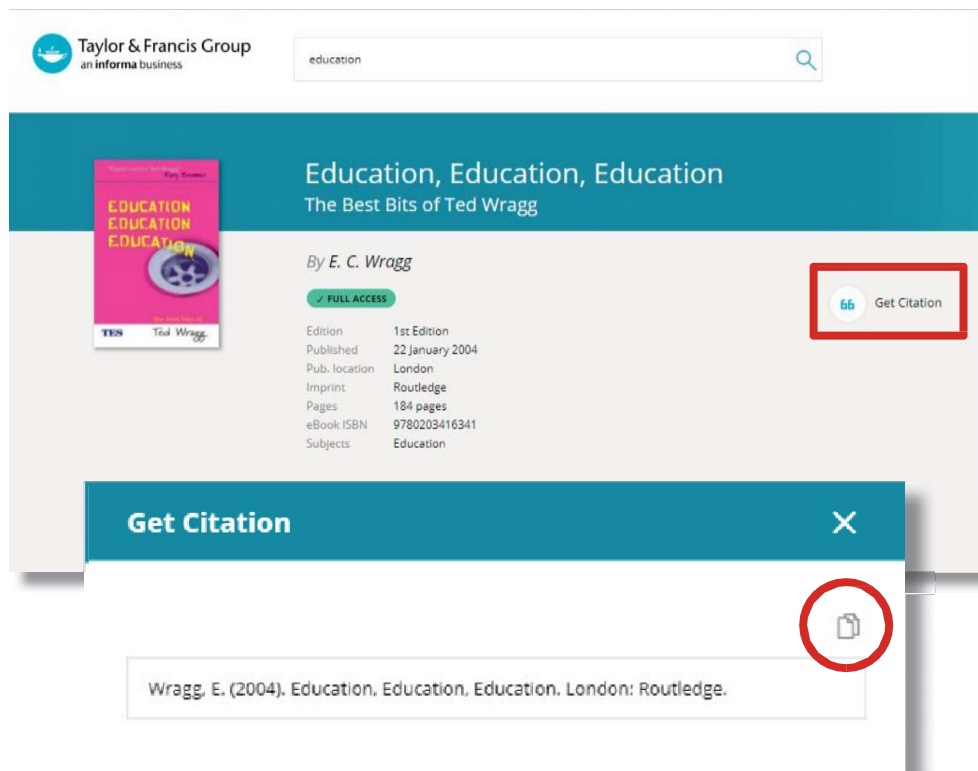 Taylor & Francis Group
an informa business
education
Education, Education, Education
The Best Bits of Ted Wragg
EDUCATION
EDUCATION
EDUCATION
TES
Ted Wragg
By E. C. Wragg
✓ FULL ACCESS
Edition 1st Edition
Published 22 January 2004
Pub. location London
Imprint Routledge
Pages 184 pages
eBook ISBN 9780203416341
Subjects Education
Get Citation
Get Citation
Wragg, E. (2004). Education, Education, Education. London: Routledge.